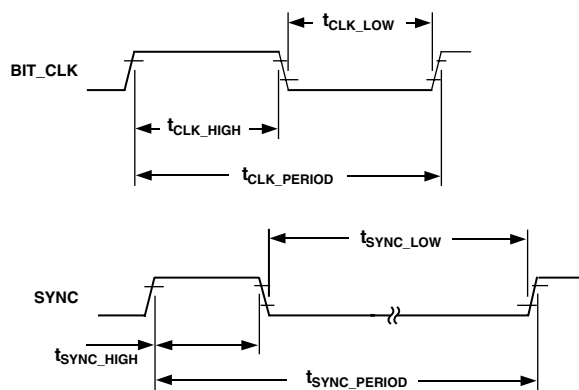 tCLK_LOW
BIT_CLK
tCLK_HIGH
tCLK_PERIOD
tSYNC_LOW
SYNC
tSYNC_HIGH
tSYNC_PERIOD